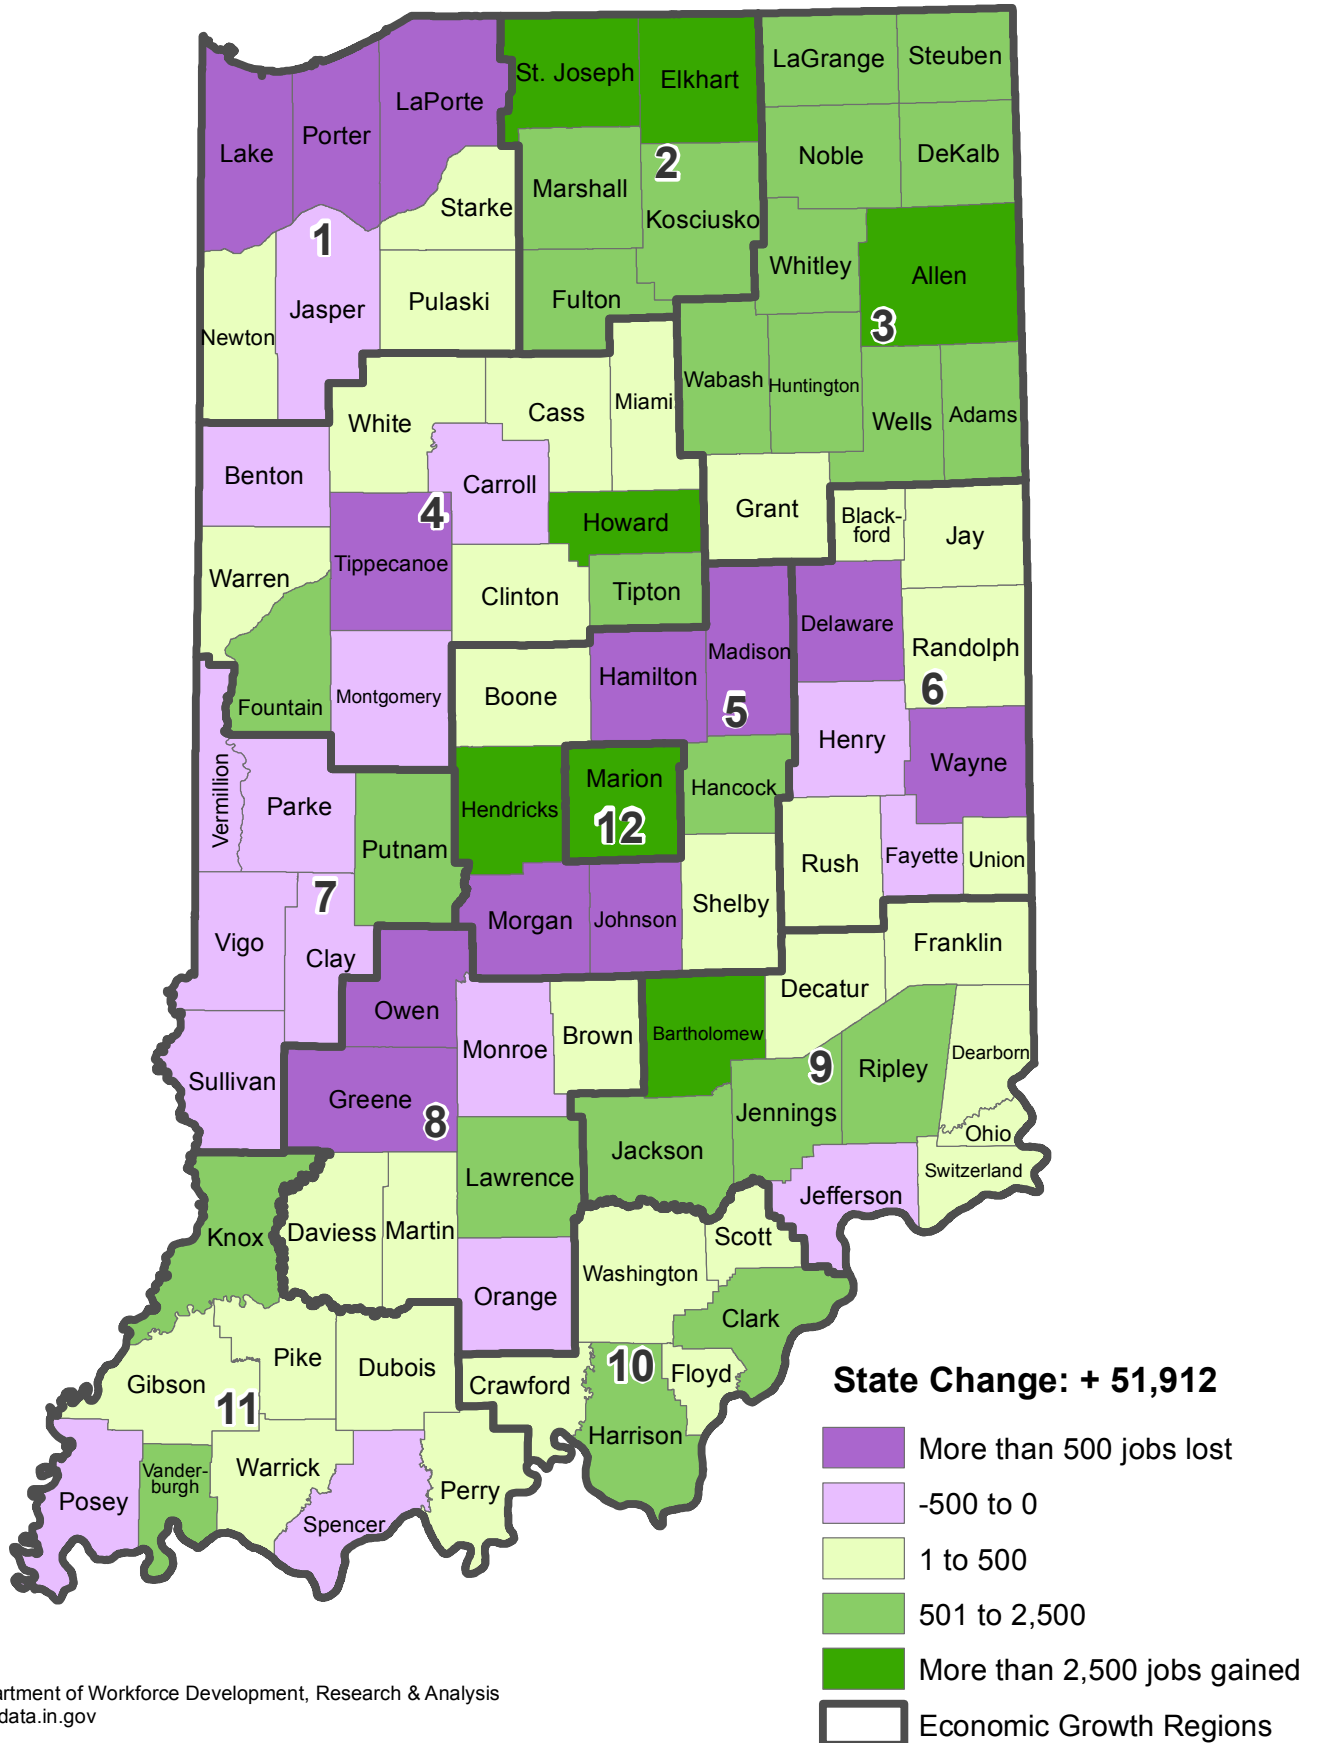 St. Joseph
Elkhart
LaGrange
Steuben
LaPorte
Porter
Lake
Noble
DeKalb
2
Marshall
Kosciusko
Starke
1
Whitley
Allen
Jasper
Pulaski
Fulton
3
Newton
Wabash
Huntington
Miami
Cass
White
Wells
Adams
Benton
Carroll
4
Howard
Grant
Black-
ford
Jay
Tippecanoe
Warren
Clinton
Tipton
Delaware
Randolph
Madison
Hamilton
6
Boone
Montgomery
Fountain
5
Henry
Wayne
Vermillion
Parke
Hendricks
Marion
12
Hancock
Putnam
Rush
Fayette
Union
7
Shelby
Morgan
Johnson
Vigo
Clay
Franklin
Decatur
Owen
Monroe
Brown
Bartholomew
9
Ripley
Dearborn
Sullivan
Greene
8
Jennings
Ohio
Jackson
Switzerland
Lawrence
Jefferson
Knox
Daviess
Martin
Scott
Washington
Orange
Clark
Pike
Dubois
10
Floyd
Gibson
11
Crawford
Harrison
Vander-
burgh
Warrick
Posey
Perry
Spencer
State Change: + 51,912
More than 500 jobs lost
-500 to 0
1 to 500
501 to 2,500
More than 2,500 jobs gained
Economic Growth Regions
artment of Workforce Development, Research & Analysis
data.in.gov